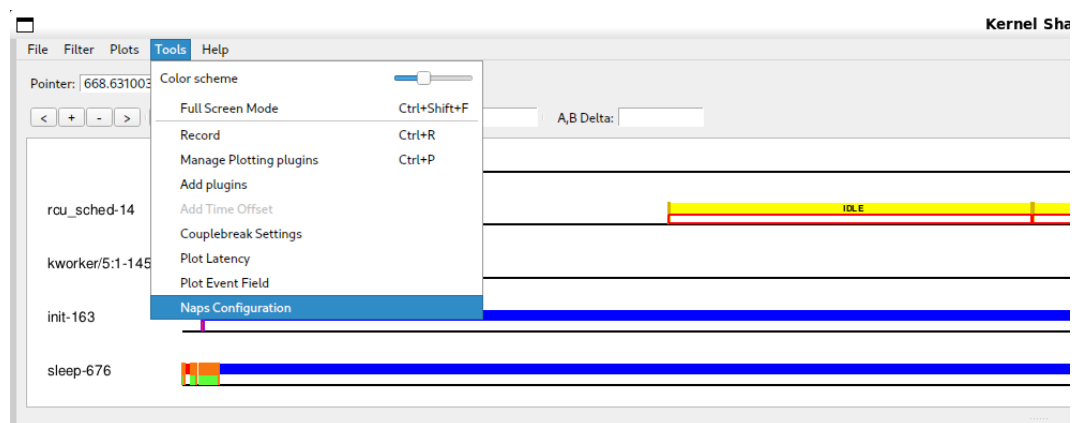 Kernel Sha
File Filter Plots Tools Help
Pointer: 668.631003
Color scheme
Full Screen Mode Ctrl+Shift+F
< + - > A,B Delta:
Record Ctrl+R
Manage Plotting plugins Ctrl+P
Add plugins
Add Time Offset
Couplebreak Settings
Plot Latency
Plot Event Field
Naps Configuration
rcu_sched-14 IDLE
kworker/5:1-145
init-163
sleep-676